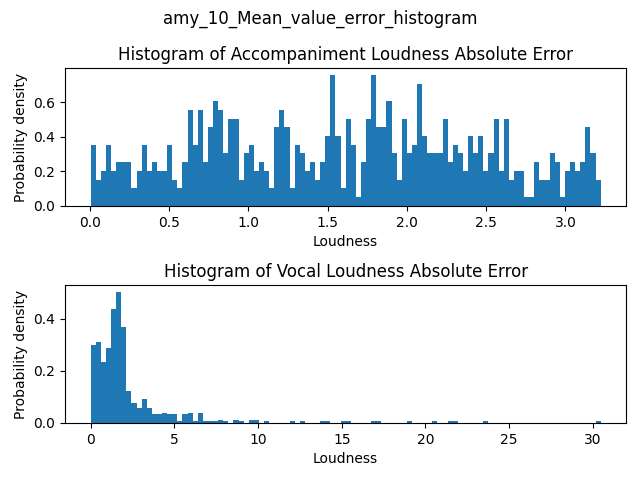 amy_10_Mean_value_error_histogram
Histogram of Accompaniment Loudness Absolute Error
Probability density
0.6
0.4
0.2
0.0
0.0 0.5 1.0 1.5 2.0 2.5 3.0
Loudness
Histogram of Vocal Loudness Absolute Error
Probability density
0.4
0.2
0.0
0 5 10 15 20 25 30
Loudness